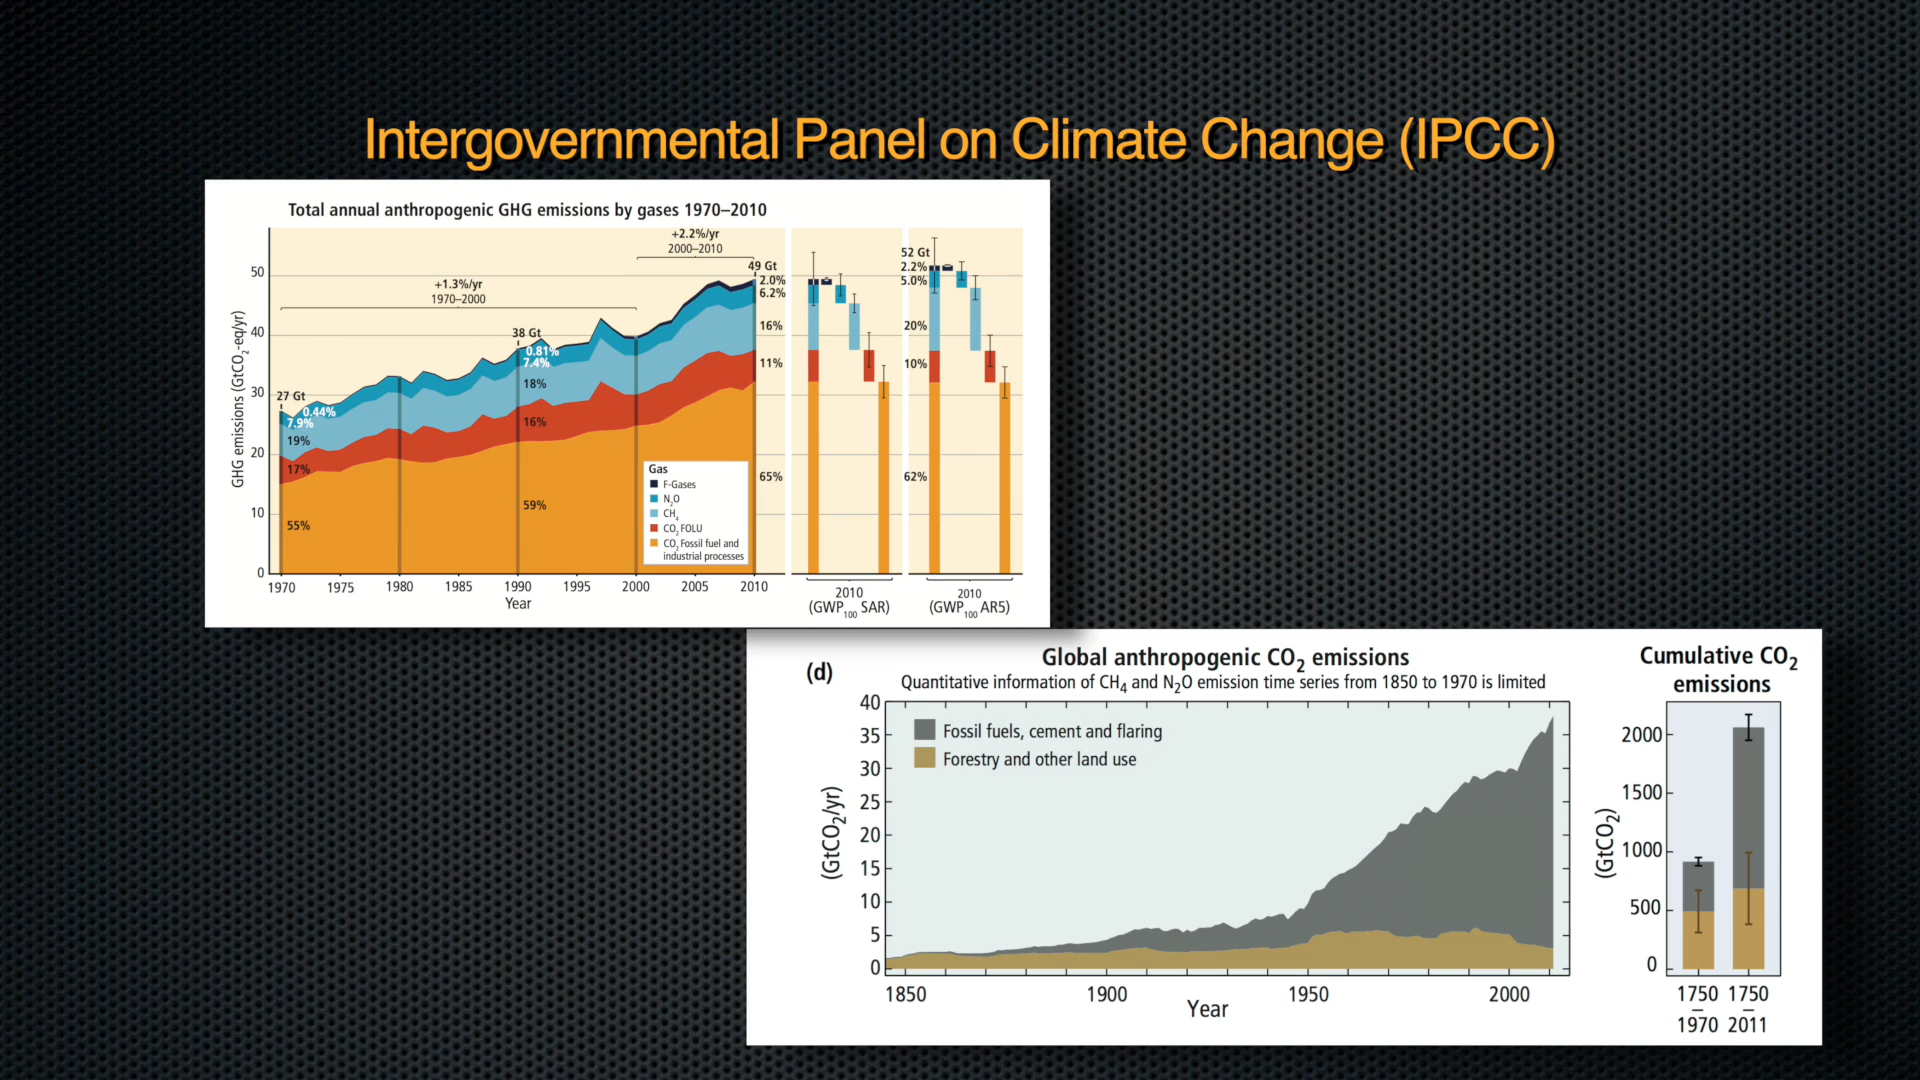 Intergovernmental Panel on Climate Change (IPCC)
Total annual anthropogenic GHG emissions by gases 1970–2010
+2.2%/yr
2000–2010
+1.3%/yr
1970–2000
GHG emissions (GtCO2-eq/yr)
50
40
30
20
10
0
27 Gt
0.44%
7.9%
19%
17%
55%
38 Gt
0.81%
7.4%
18%
16%
59%
49 Gt
2.0%
6.2%
16%
11%
65%
Gas
F-Gases
N2O
CH4
CO2 FOLU
CO2 Fossil fuel and
industrial processes
1970 1975 1980 1985 1990 1995 2000 2005 2010
Year
2010
(GWP100 SAR)
52 Gt
2.2%
5.0%
20%
10%
62%
2010
(GWP100 AR5)
(d)
Global anthropogenic CO2 emissions
Quantitative information of CH4 and N2O emission time series from 1850 to 1970 is limited
(GtCO2/yr)
40
35
30
25
20
15
10
5
0
Fossil fuels, cement and flaring
Forestry and other land use
1850 1900 1950 2000
Year
Cumulative CO2
emissions
(GtCO2)
2000
1500
1000
500
0
1750 1750
– –
1970 2011